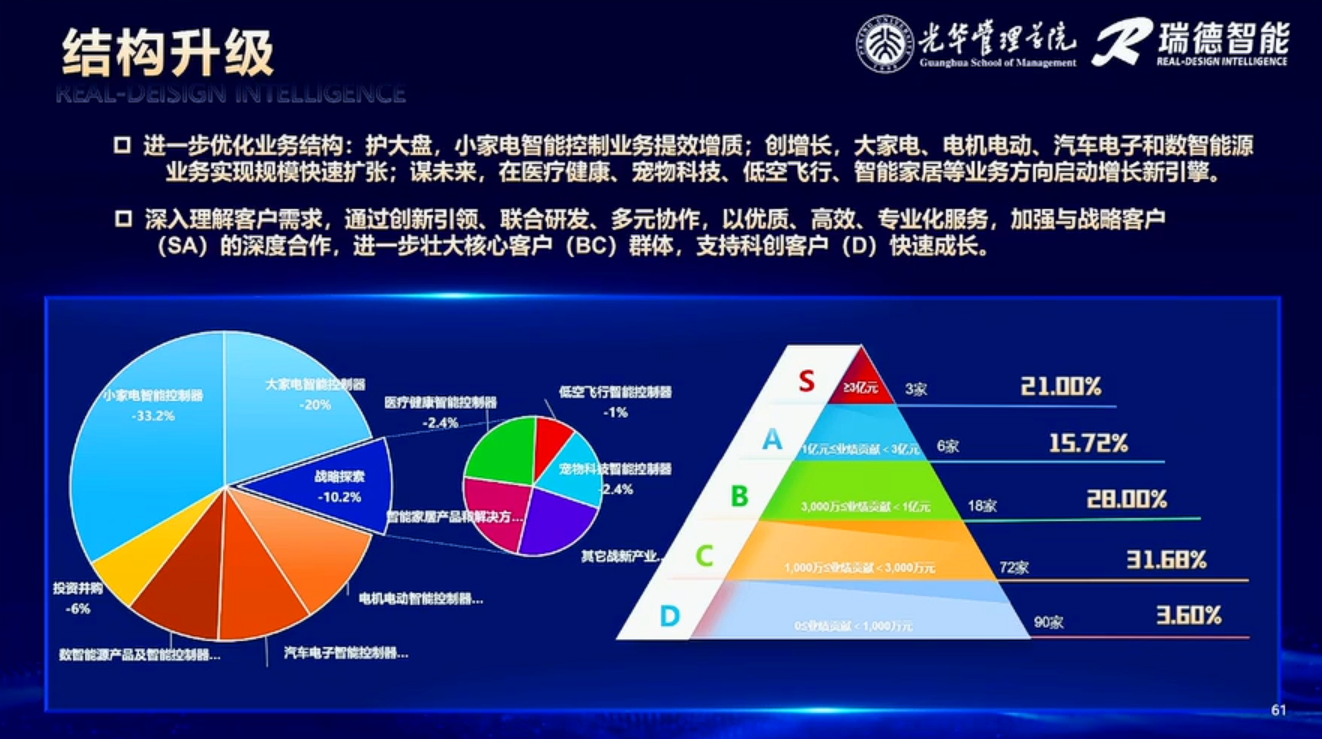 结构升级
REAL-DEISIGN INTELLIGENCE
光华管理学院
Guanghua School of Management
瑞德智能
REAL-DESIGN INTELLIGENCE
进一步优化业务结构：扩大盘，小家电智能控制业务提效增质；创增长，大家电、电机电动、汽车电子和数智能源
业务实现规模快速扩张；谋未来，在医疗健康、宠物科技、低空飞行、智能家居等业务方向启动增长新引擎。
深入理解客户需求，通过创新引领、联合研发、多元协作，以优质、高效、专业化服务，加强与战略客户
（SA）的深度合作，进一步壮大核心客户（BC）群体，支持科创客户（D）快速成长。
小家电智能控制器
-33.2%
大家电智能控制器
-20%
战略探索
-10.2%
投资并购
-6%
数智能源产品及智能控制器...
汽车电子智能控制器...
电机电动智能控制器...
医疗健康智能控制器
-2.4%
低空飞行智能控制器
-1%
宠物科技智能控制器
-2.4%
智能家居产品和解决方...
其它战新产业...
S
≥3亿元
3家
21.00%
A
1亿元≤业绩贡献＜3亿元
6家
15.72%
B
3,000万≤业绩贡献＜1亿元
18家
28.00%
C
1,000万≤业绩贡献＜3,000万元
72家
31.68%
D
0≤业绩贡献＜1,000万元
90家
3.60%
61